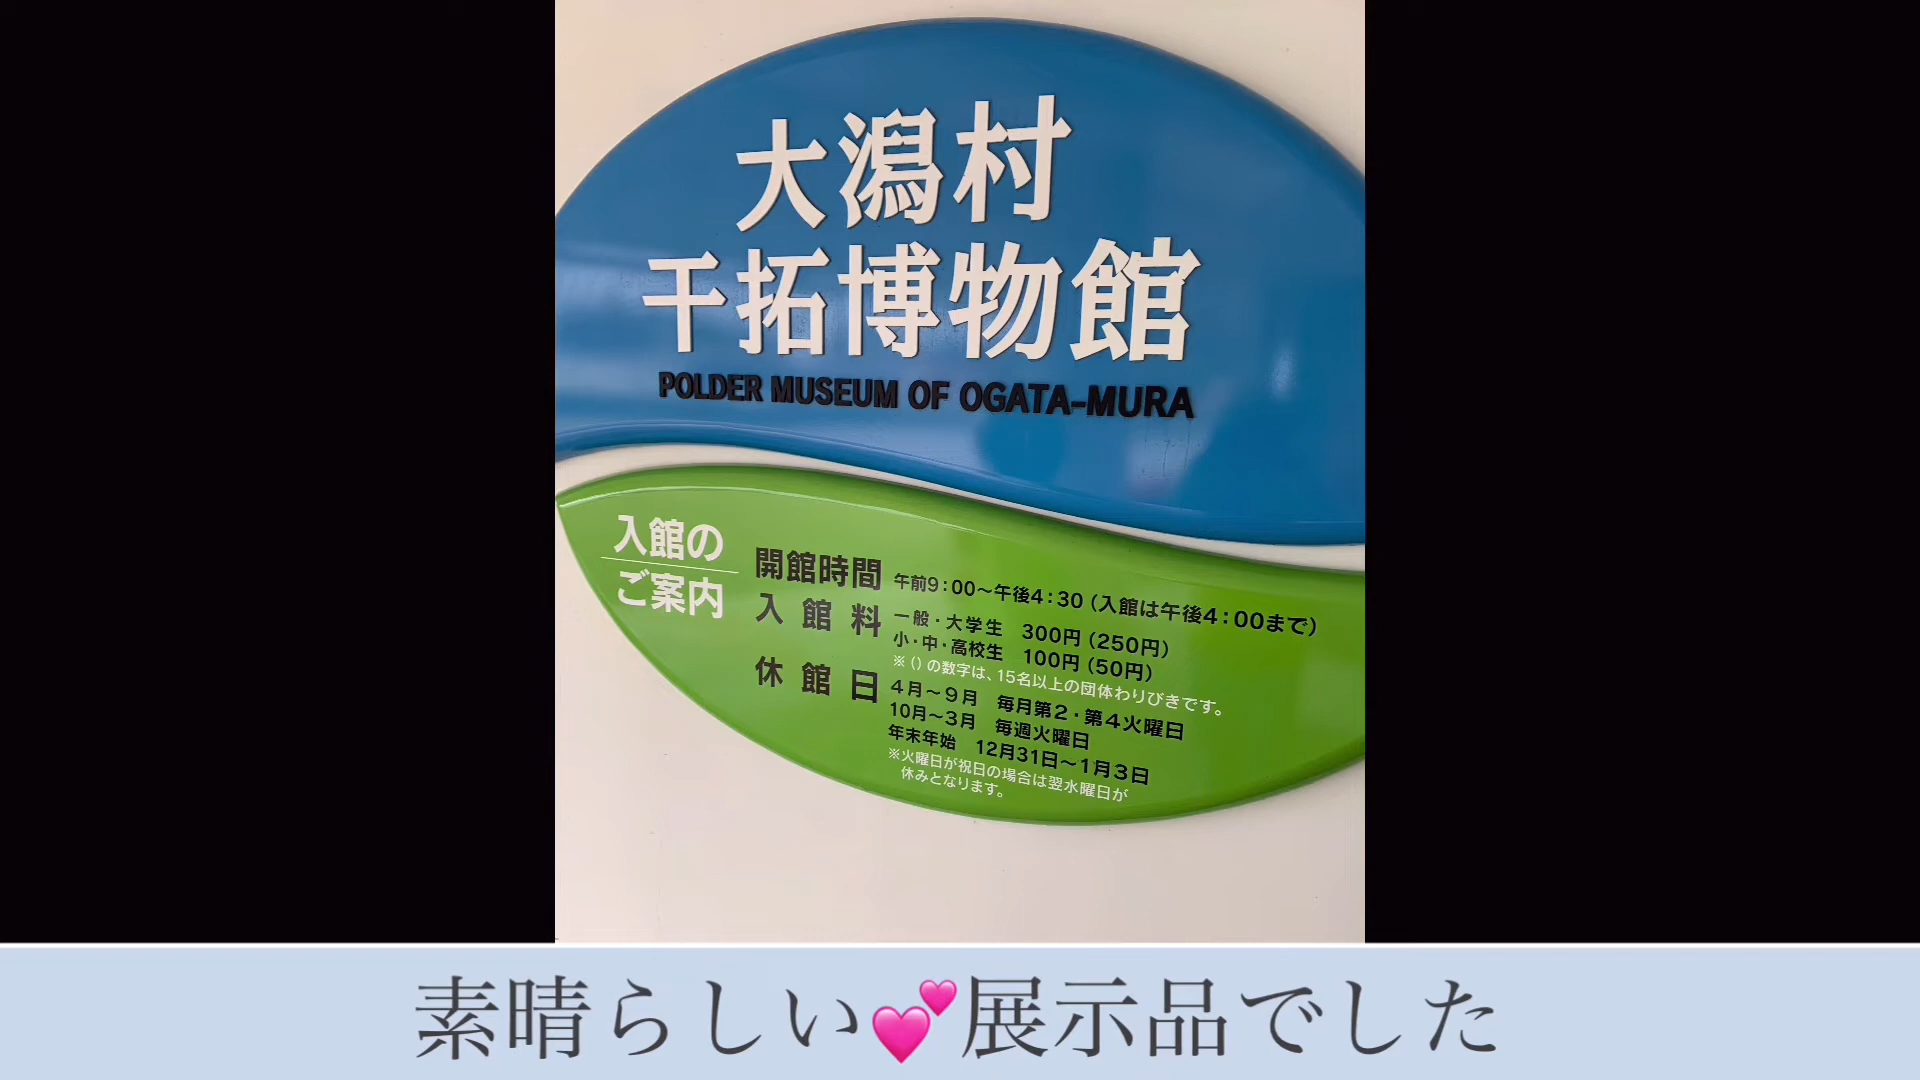 大潟村
干拓博物館
POLDER MUSEUM OF OGATA-MURA
入館の
ご案内
開館時間 午前9:00～午後4:30（入館は午後4:00まで）
入館料 一般・大学生 300円（250円）
小・中・高校生 100円（50円）
※（）の数字は、15名以上の団体わりびきです。
休館日 4月～9月 毎月第2・第4火曜日
10月～3月 毎週火曜日
年末年始 12月31日～1月3日
※火曜日が祝日の場合は翌水曜日が
休みとなります。
素晴らしい💕展示品でした